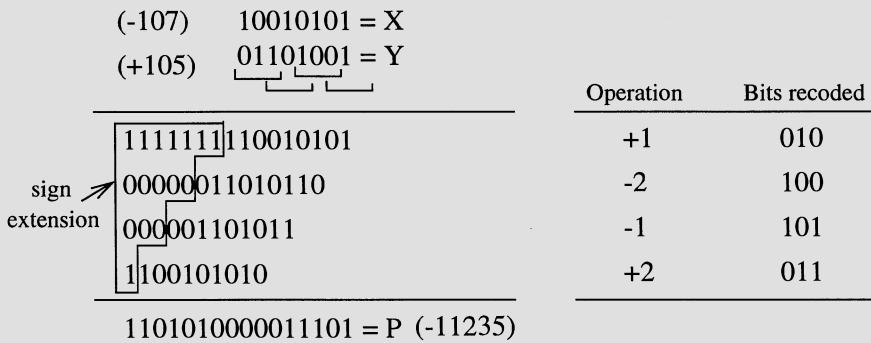 (-107) 10010101 = X
(+105) 01101001 = Y
Operation Bits recoded
1111111110010101 +1 010
sign
00000011010110 -2 100
extension
000001101011 -1 101
1100101010 +2 011
1101010000011101 = P (-11235)